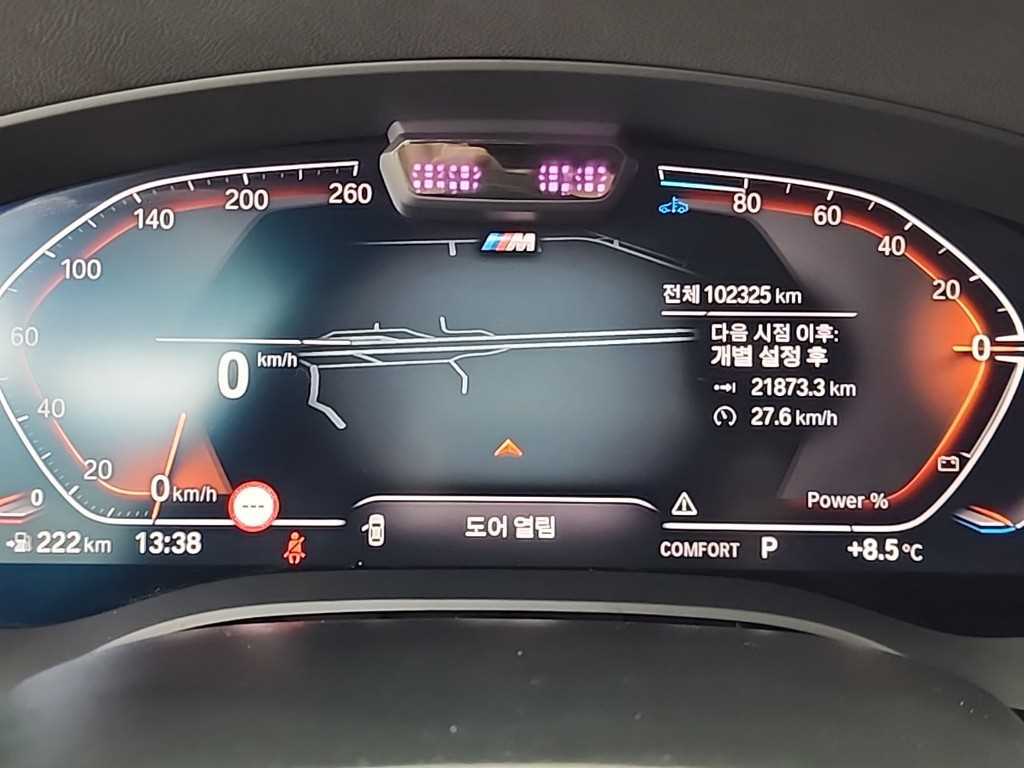 260
200
140
100
60
40
20
0
0 km/h
0 km/h
---
M
80
60
40
20
0
전체 102325 km
다음 시점 이후:
개별 설정 후
21873.3 km
27.6 km/h
Power %
222 km
13:38
도어 열림
COMFORT P
+8.5 °C